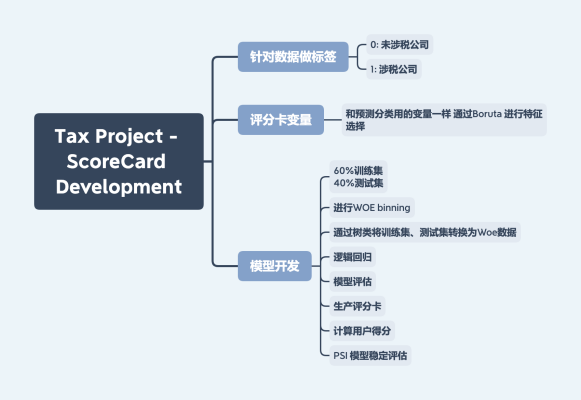 Tax Project -
ScoreCard
Development
针对数据做标签
0: 未涉税公司
1: 涉税公司
评分卡变量
和预测分类用的变量一样 通过Boruta 进行特征
选择
模型开发
60%训练集
40%测试集
进行WOE binning
通过树类将训练集、测试集转换为Woe数据
逻辑回归
模型评估
生产评分卡
计算用户得分
PSI 模型稳定评估